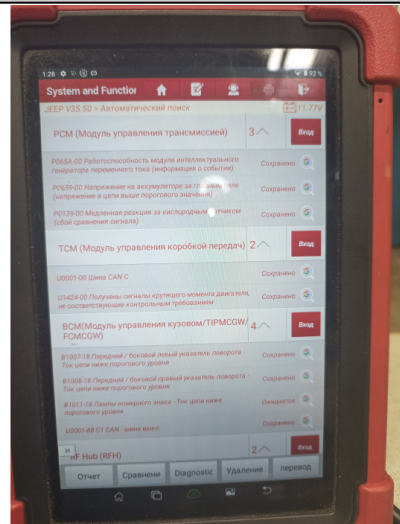 1:28
92%
System and Function
JEEP V35.50 > Автоматический поиск
11.77V
PCM (Модуль управления трансмиссией)
3
Вход
P065A-00 Работоспособность модуля интеллектуального
генератора переменного тока (информация о событии)
Сохранено
P0659-00 Напряжение на аккумуляторе
(напряжение в цепи выше порогового значения)
Сохранено
P0139-00 Медленная реакция за кислородным датчиком
(сбой сравнения сигнала)
Сохранено
TCM (Модуль управления коробкой передач)
2
Вход
U0001-00 Шина CAN C
Сохранено
U1424-00 Получены сигналы крутящего момента двигателя,
не соответствующие контрольным требованиям
Сохранено
BCM(Модуль управления кузовом/TIPMCGW/
FCMCGW)
4
Вход
B1007-18 Передний / боковой левый указатель поворота -
Ток цепи ниже порогового уровня
Сохранено
B1008-18 Передний / боковой правый указатель поворота -
Ток цепи ниже порогового уровня
Сохранено
B1011-18 Лампы номерного знака - Ток цепи ниже
порогового уровня
Ожидается
U0001-88 C1 CAN - шина выкл.
Сохранено
RF Hub (RFH)
2
Вход
Отчет
Сравнени
Diagnostic
Удаление
перевод